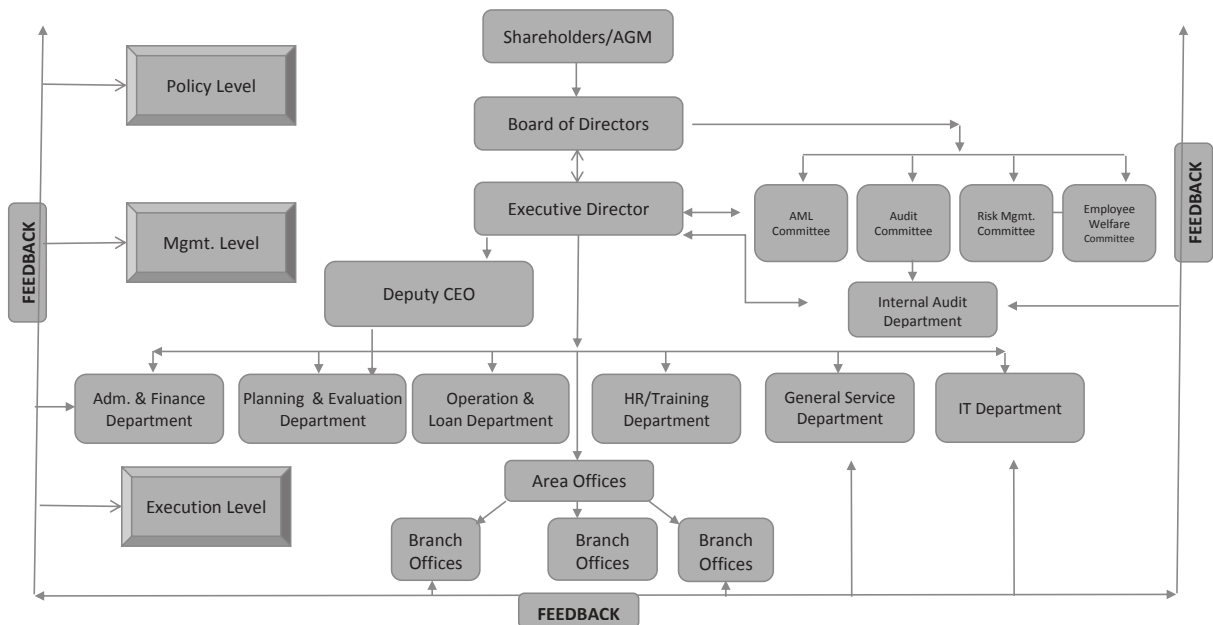 Shareholders/AGM
Policy Level
Board of Directors
FEEDBACK
Mgmt. Level
Executive Director
AML
Committee
Audit
Committee
Risk Mgmt.
Committee
Employee
Welfare
Committee
FEEDBACK
Deputy CEO
Internal Audit
Department
Adm. & Finance
Department
Planning & Evaluation
Department
Operation &
Loan Department
HR/Training
Department
General Service
Department
IT Department
Execution Level
Area Offices
Branch
Offices
Branch
Offices
Branch
Offices
FEEDBACK